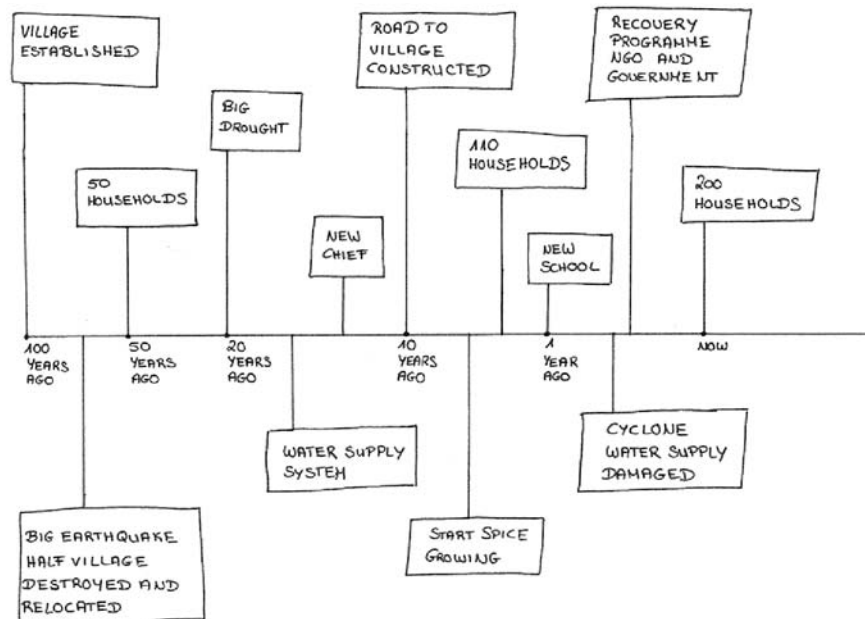 VILLAGE
ESTABLISHED
ROAD TO
VILLAGE
CONSTRUCTED
RECOVERY
PROGRAMME
NGO AND
GOVERNMENT
BIG
DROUGHT
50
HOUSEHOLDS
110
HOUSEHOLDS
200
HOUSEHOLDS
NEW
CHIEF
NEW
SCHOOL
100
YEARS
AGO
50
YEARS
AGO
20
YEARS
AGO
10
YEARS
AGO
1
YEAR
AGO
NOW
WATER SUPPLY
SYSTEM
CYCLONE
WATER SUPPLY
DAMAGED
BIG EARTHQUAKE
HALF VILLAGE
DESTROYED AND
RELOCATED
START SPICE
GROWING